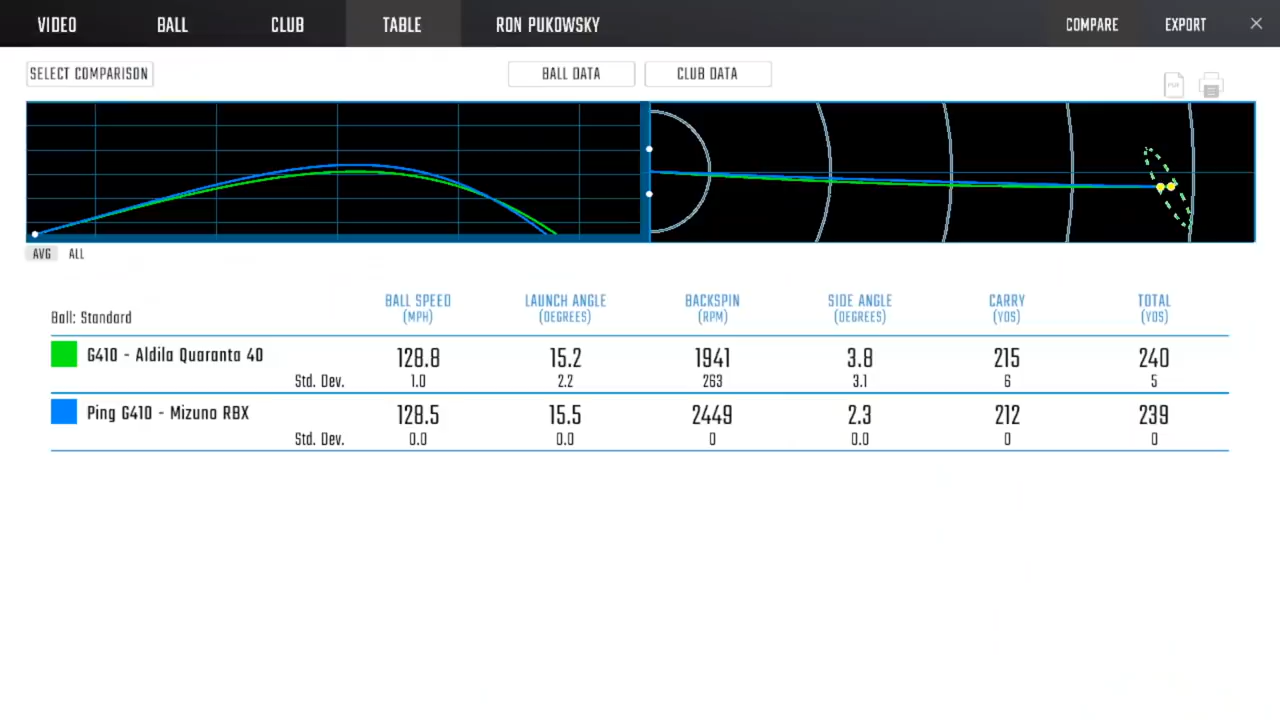 VIDEO BALL CLUB TABLE RON PUKOWSKY COMPARE EXPORT
SELECT COMPARISON BALL DATA CLUB DATA
PDF
AVG ALL
Ball: Standard
BALL SPEED LAUNCH ANGLE BACKSPIN SIDE ANGLE CARRY TOTAL
(MPH) (DEGREES) (RPM) (DEGREES) (YDS) (YDS)
G410 - Aldila Quaranta 40 128.8 15.2 1941 3.8 215 240
Std. Dev. 1.0 2.2 263 3.1 6 5
Ping G410 - Mizuno RBX 128.5 15.5 2449 2.3 212 239
Std. Dev. 0.0 0.0 0 0.0 0 0